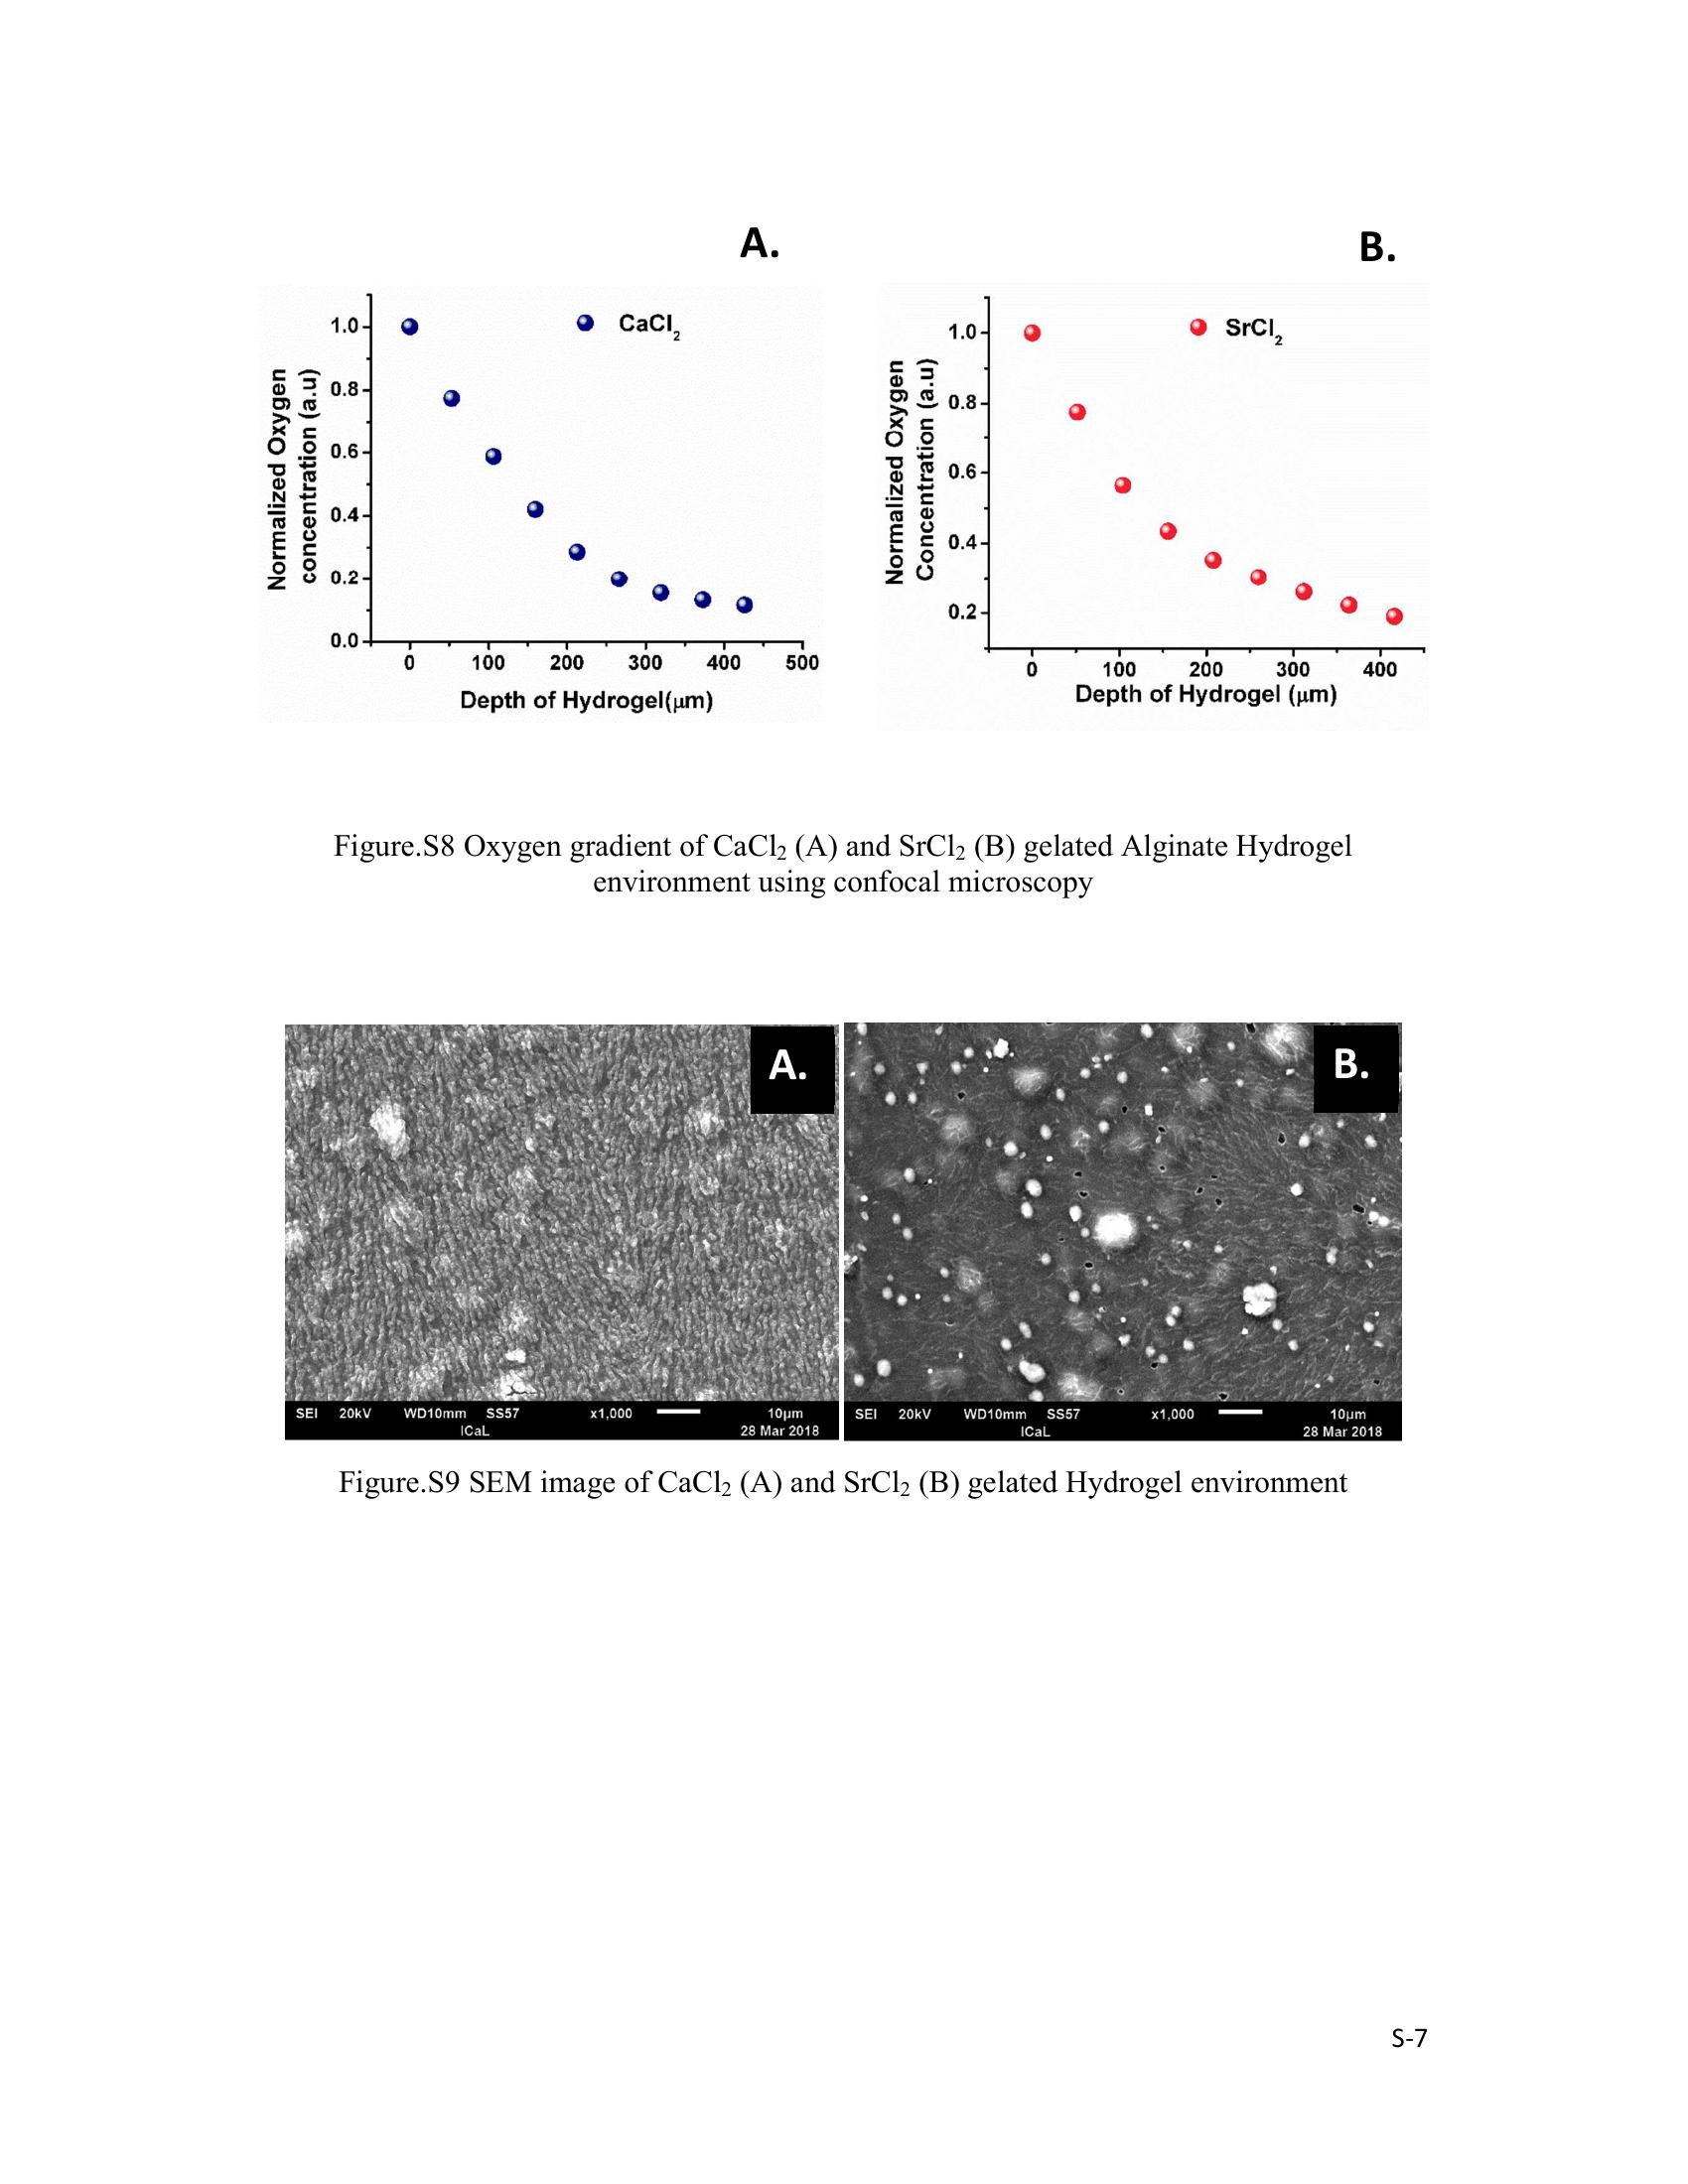 A.
B.
1.0
0.8
0.6
0.4
0.2
0.0
Normalized Oxygen
concentration (a.u)
CaCl₂
0 100 200 300 400 500
Depth of Hydrogel(μm)
1.0
0.8
0.6
0.4
0.2
Normalized Oxygen
Concentration (a.u)
SrCl₂
0 100 200 300 400
Depth of Hydrogel (μm)
Figure.S8 Oxygen gradient of CaCl₂ (A) and SrCl₂ (B) gelated Alginate Hydrogel
environment using confocal microscopy
A.
SEI 20kV WD10mm SS57 x1,000 10μm
ICaL 28 Mar 2018
B.
SEI 20kV WD10mm SS57 x1,000 10μm
ICaL 28 Mar 2018
Figure.S9 SEM image of CaCl₂ (A) and SrCl₂ (B) gelated Hydrogel environment
S-7